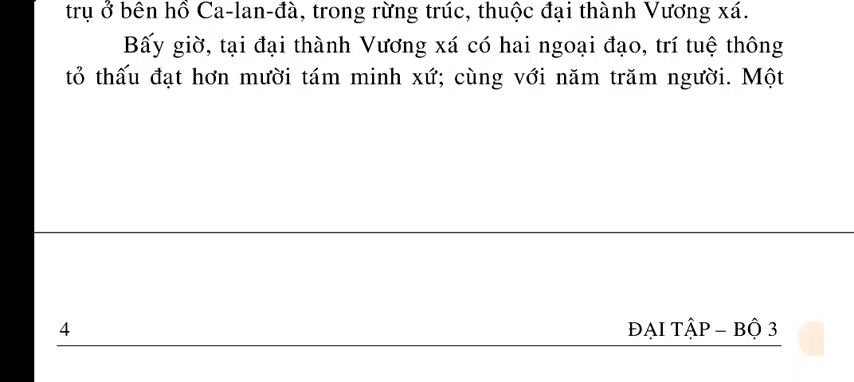 trụ ở bên hồ Ca-lan-đà, trong rừng trúc, thuộc đại thành Vương xá.
Bấy giờ, tại đại thành Vương xá có hai ngoại đạo, trí tuệ thông
tỏ thấu đạt hơn mười tám minh xứ; cùng với năm trăm người. Một
4
ĐẠI TẬP – BỘ 3